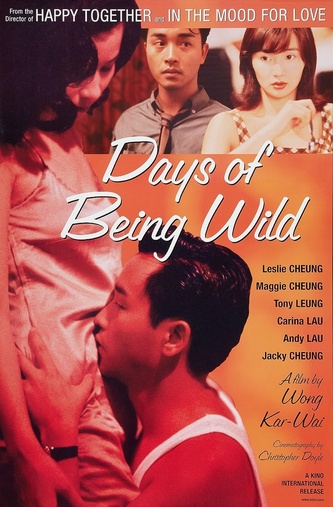 From the Director of HAPPY TOGETHER and IN THE MOOD FOR LOVE
Days of
Being Wild
Leslie CHEUNG
Maggie CHEUNG
Tony LEUNG
Carina LAU
Andy LAU
Jacky CHEUNG
A film by
Wong
Kar-Wai
Cinematography by
Christopher Doyle
A KINO
INTERNATIONAL
RELEASE